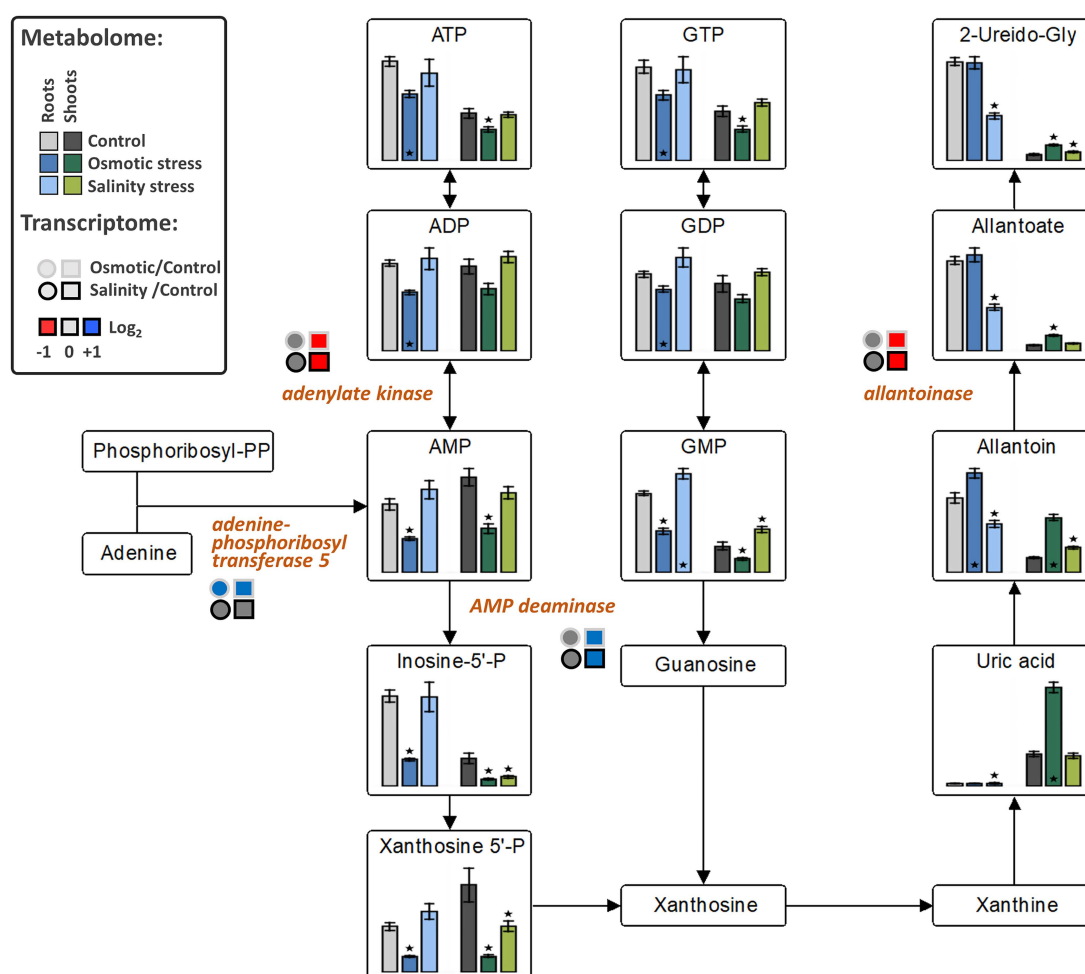 Metabolome:
Roots
Shoots
Control
Osmotic stress
Salinity stress
Transcriptome:
Osmotic/Control
Salinity /Control
Log2
-1 0 +1
ATP
GTP
2-Ureido-Gly
ADP
GDP
Allantoate
adenylate kinase
allantoinase
Phosphoribosyl-PP
AMP
GMP
Allantoin
Adenine
adenine-
phosphoribosyl
transferase 5
AMP deaminase
Inosine-5'-P
Guanosine
Uric acid
Xanthosine 5'-P
Xanthosine
Xanthine